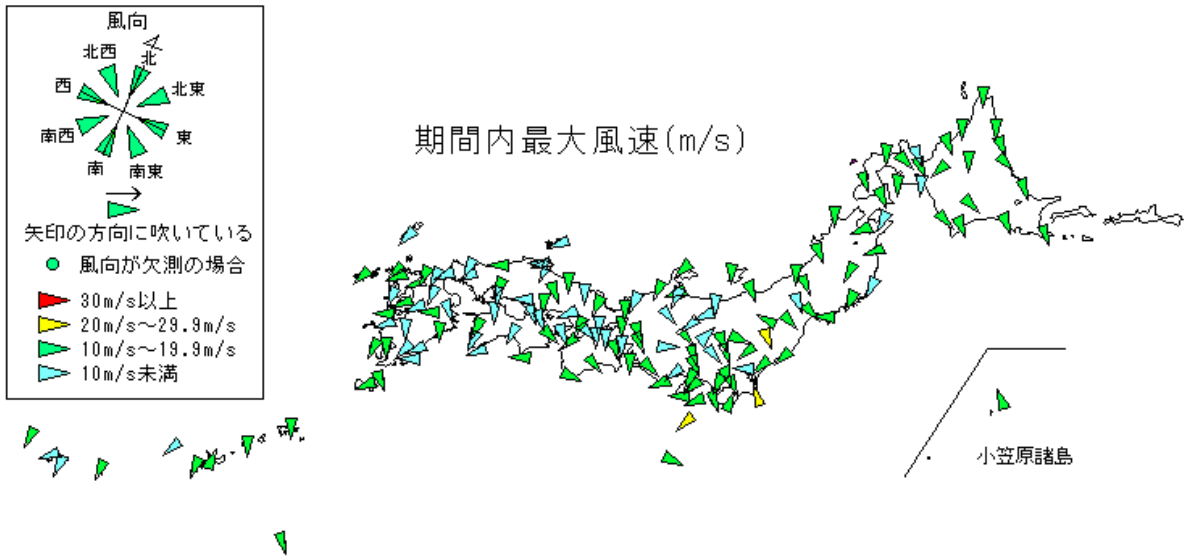 風向
北西
北
西
北東
南西
東
南
南東
矢印の方向に吹いている
風向が欠測の場合
30m/s以上
20m/s～29.9m/s
10m/s～19.9m/s
10m/s未満
期間内最大風速(m/s)
小笠原諸島